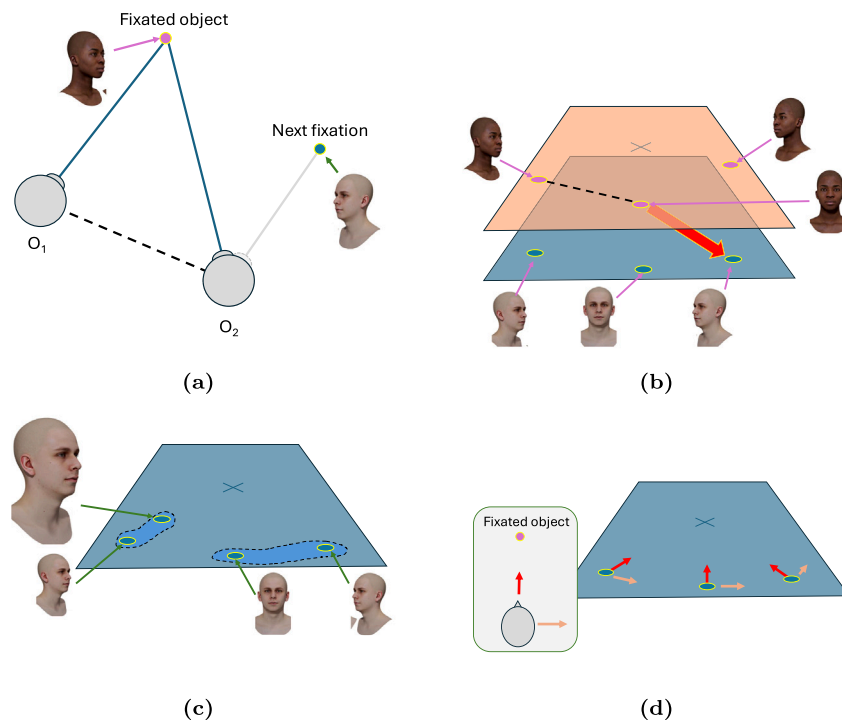 Fixated object
Next fixation
O₁
O₂
(a)
(b)
(c)
Fixated object
(d)